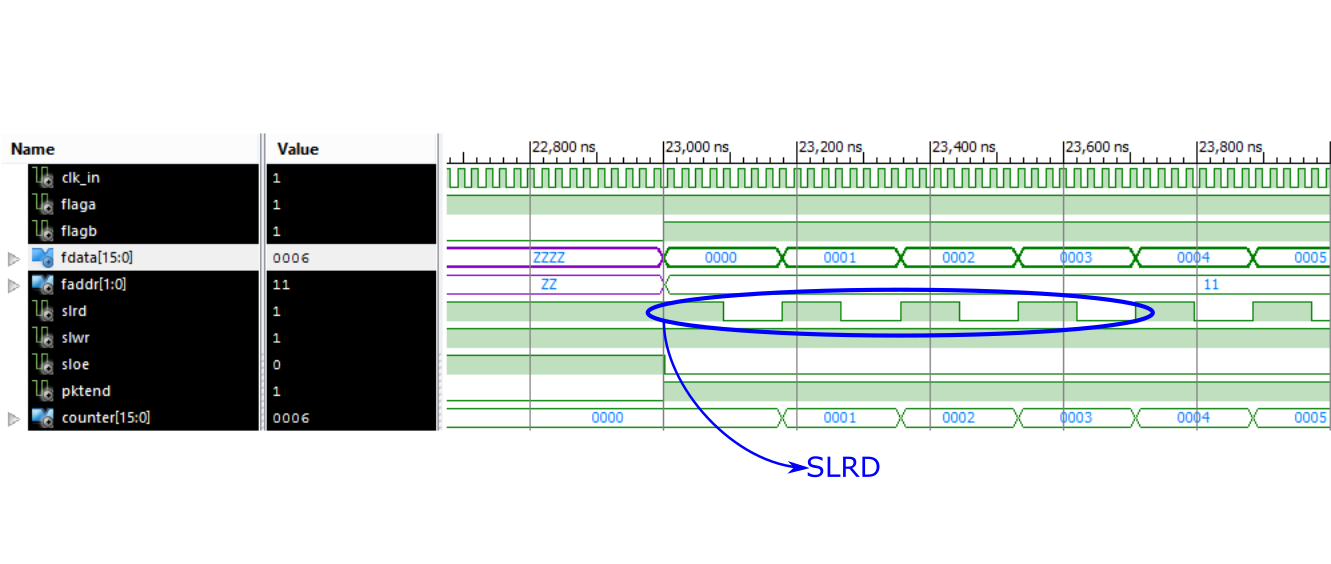 Name Value 22,800 ns 23,000 ns 23,200 ns 23,400 ns 23,600 ns 23,800 ns
clk_in 1
flaga 1
flagb 1
fdata[15:0] 0006 ZZZZ 0000 0001 0002 0003 0004 0005
faddr[1:0] 11 ZZ 11
slrd 1
slwr 1
sloe 0
pktend 1
counter[15:0] 0006 0000 0001 0002 0003 0004 0005
SLRD